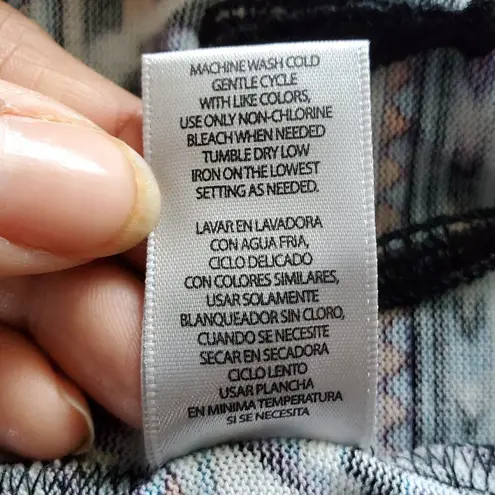 MACHINE WASH COLD
GENTLE CYCLE
WITH LIKE COLORS,
USE ONLY NON-CHLORINE
BLEACH WHEN NEEDED
TUMBLE DRY LOW
IRON ON THE LOWEST
SETTING AS NEEDED.
LAVAR EN LAVADORA
CON AGUA FRIA,
CICLO DELICADO
CON COLORES SIMILARES,
USAR SOLAMENTE
BLANQUEADOR SIN CLORO,
CUANDO SE NECESITE
SECAR EN SECADORA
CICLO LENTO
USAR PLANCHA
EN MINIMA TEMPERATURA
SI SE NECESITA